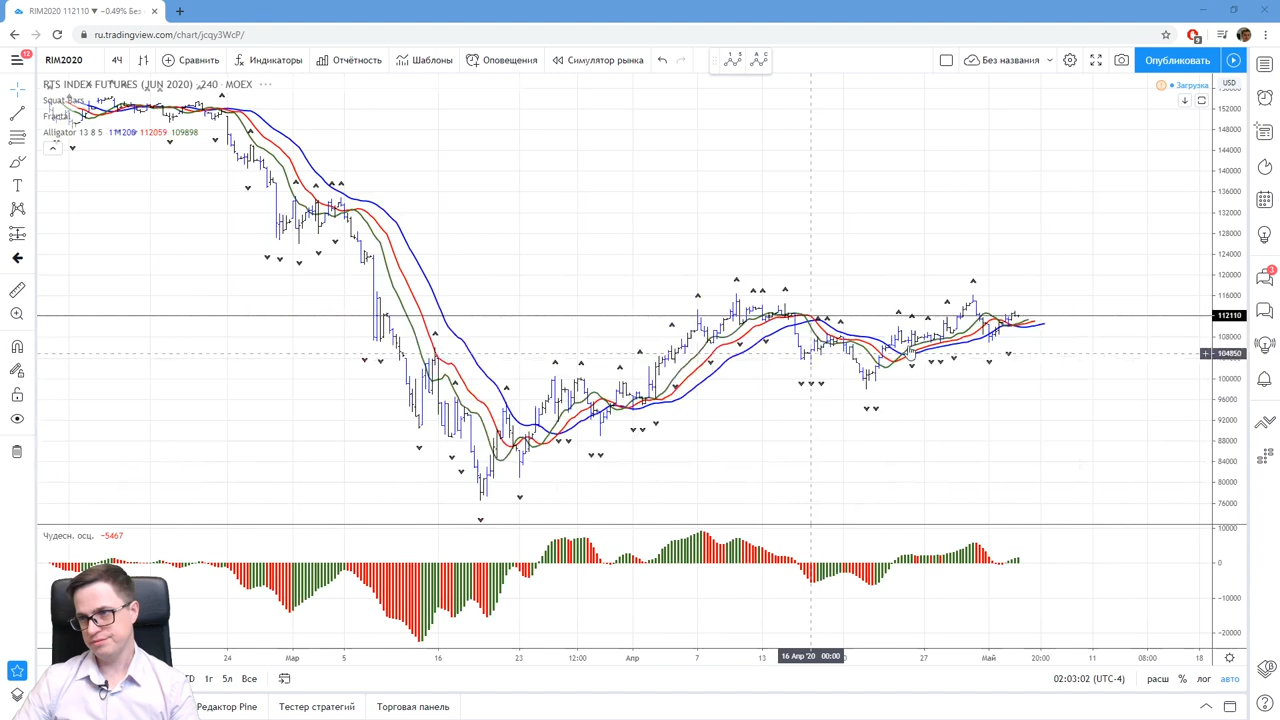 RIM2020 112110 ▼ −0.49% Без
ru.tradingview.com/chart/jcqy3WcP/
12
RIM2020
4Ч
Сравнить
Индикаторы
Отчётность
Шаблоны
Оповещения
Симулятор рынка
Без названия
Опубликовать
RTS INDEX FUTURES (JUN 2020) · 240 · MOEX
Загрузка
USD
Squat Bars
Fractal
Alligator 13 8 5 111200 112059 109898
152000
148000
144000
140000
136000
132000
128000
124000
120000
116000
112110
108000
104850
100000
96000
92000
88000
84000
80000
76000
Чудесн. осц. −5467
10000
0
−20000
24 Мар 5 16 23 12:00 Апр 7 13 16 Апр '20 00:00 27 Май 20:00 11 08:00 18
1г 5л Все
02:03:02 (UTC-4)
расш % лог авто
Редактор Pine Тестер стратегий Торговая панель